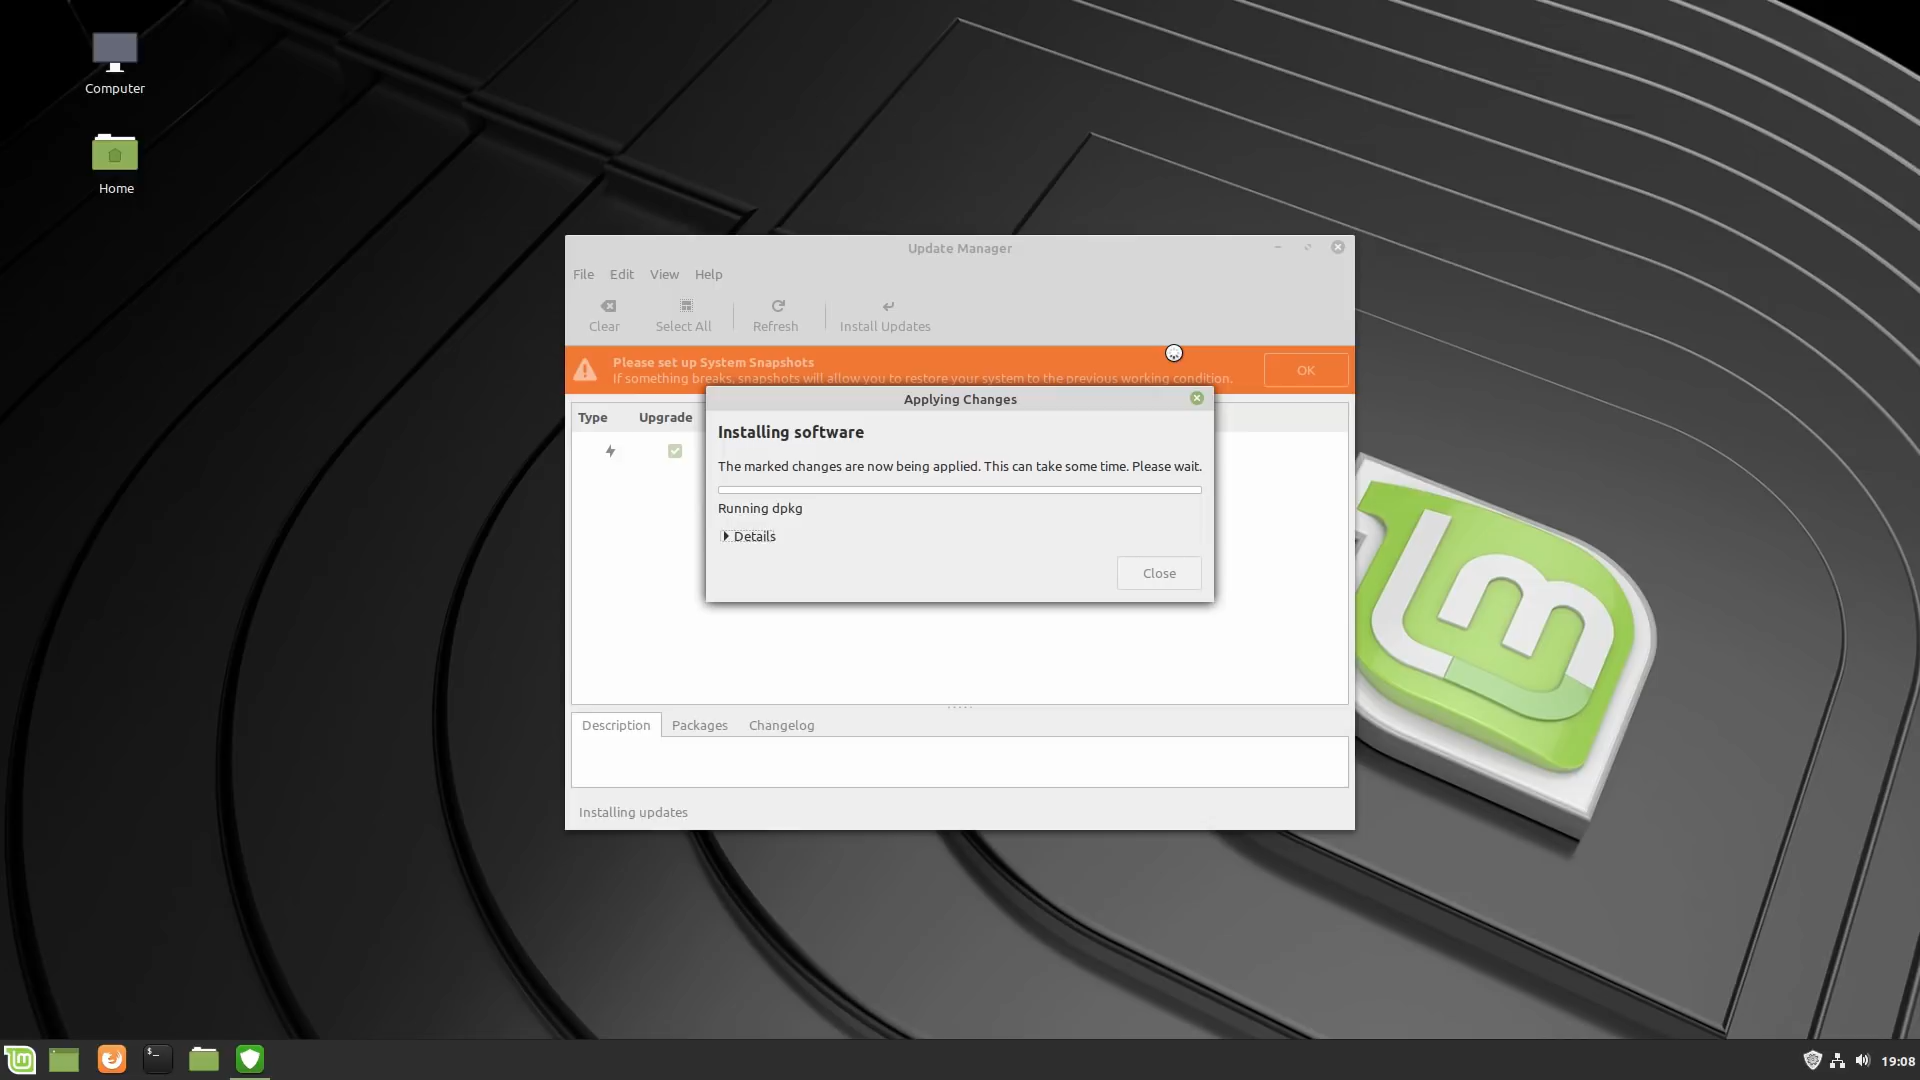 Computer
Home
Update Manager
File Edit View Help
Clear Select All Refresh Install Updates
Please set up System Snapshots
If something breaks, snapshots will allow you to restore your system to the previous working condition.
OK
Type Upgrade
Applying Changes
Installing software
The marked changes are now being applied. This can take some time. Please wait.
Running dpkg
Details
Close
Description Packages Changelog
Installing updates
lm
19:08